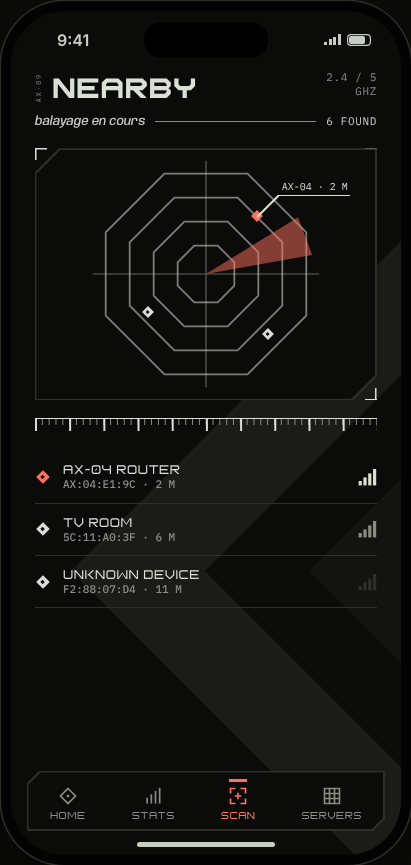 9:41
AX-09
NEARBY
2.4 / 5
GHZ
balayage en cours
6 FOUND
AX-04 · 2 M
AX-04 ROUTER
AX:04:E1:9C · 2 M
TV ROOM
5C:11:A0:3F · 6 M
UNKNOWN DEVICE
F2:88:07:D4 · 11 M
HOME
STATS
SCAN
SERVERS